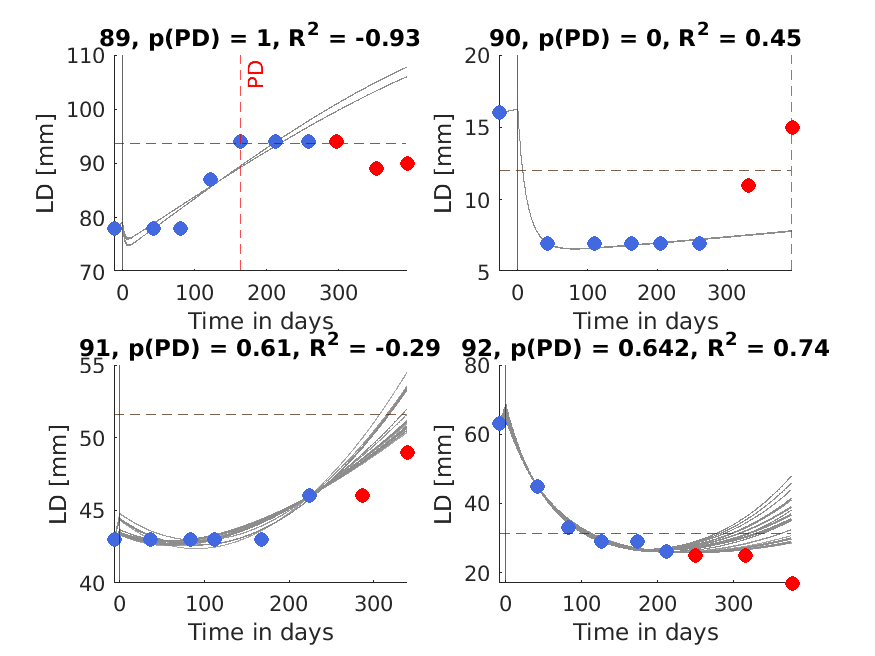 89, p(PD) = 1, R² = -0.93
110
100
90
80
70
LD [mm]
PD
0
100
200
300
Time in days
90, p(PD) = 0, R² = 0.45
20
15
10
5
LD [mm]
0
100
200
300
Time in days
91, p(PD) = 0.61, R² = -0.29
55
50
45
40
LD [mm]
0
100
200
300
Time in days
92, p(PD) = 0.642, R² = 0.74
80
60
40
20
LD [mm]
0
100
200
300
Time in days